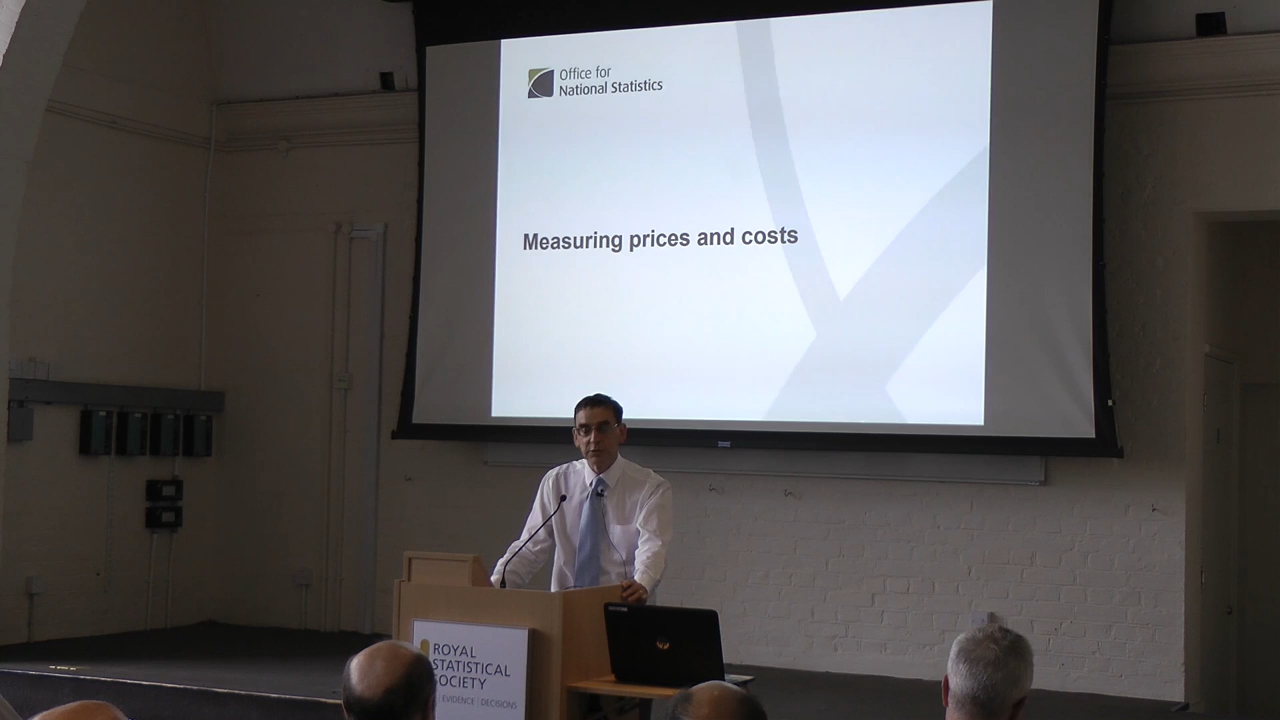 Office for
National Statistics
Measuring prices and costs
ROYAL
STATISTICAL
SOCIETY
EVIDENCE | DECISIONS